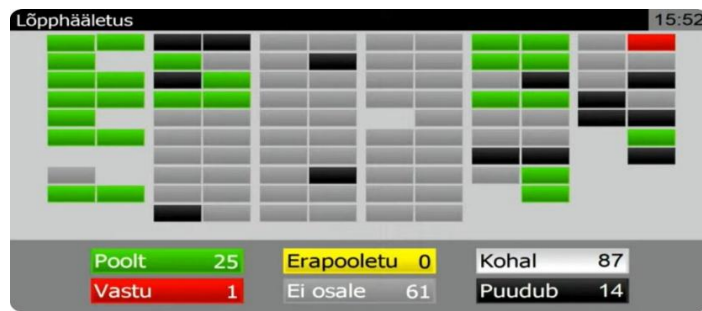 Lõpphääletus 15:52
Poolt 25 Erapooletu 0 Kohal 87
Vastu 1 Ei osale 61 Puudub 14